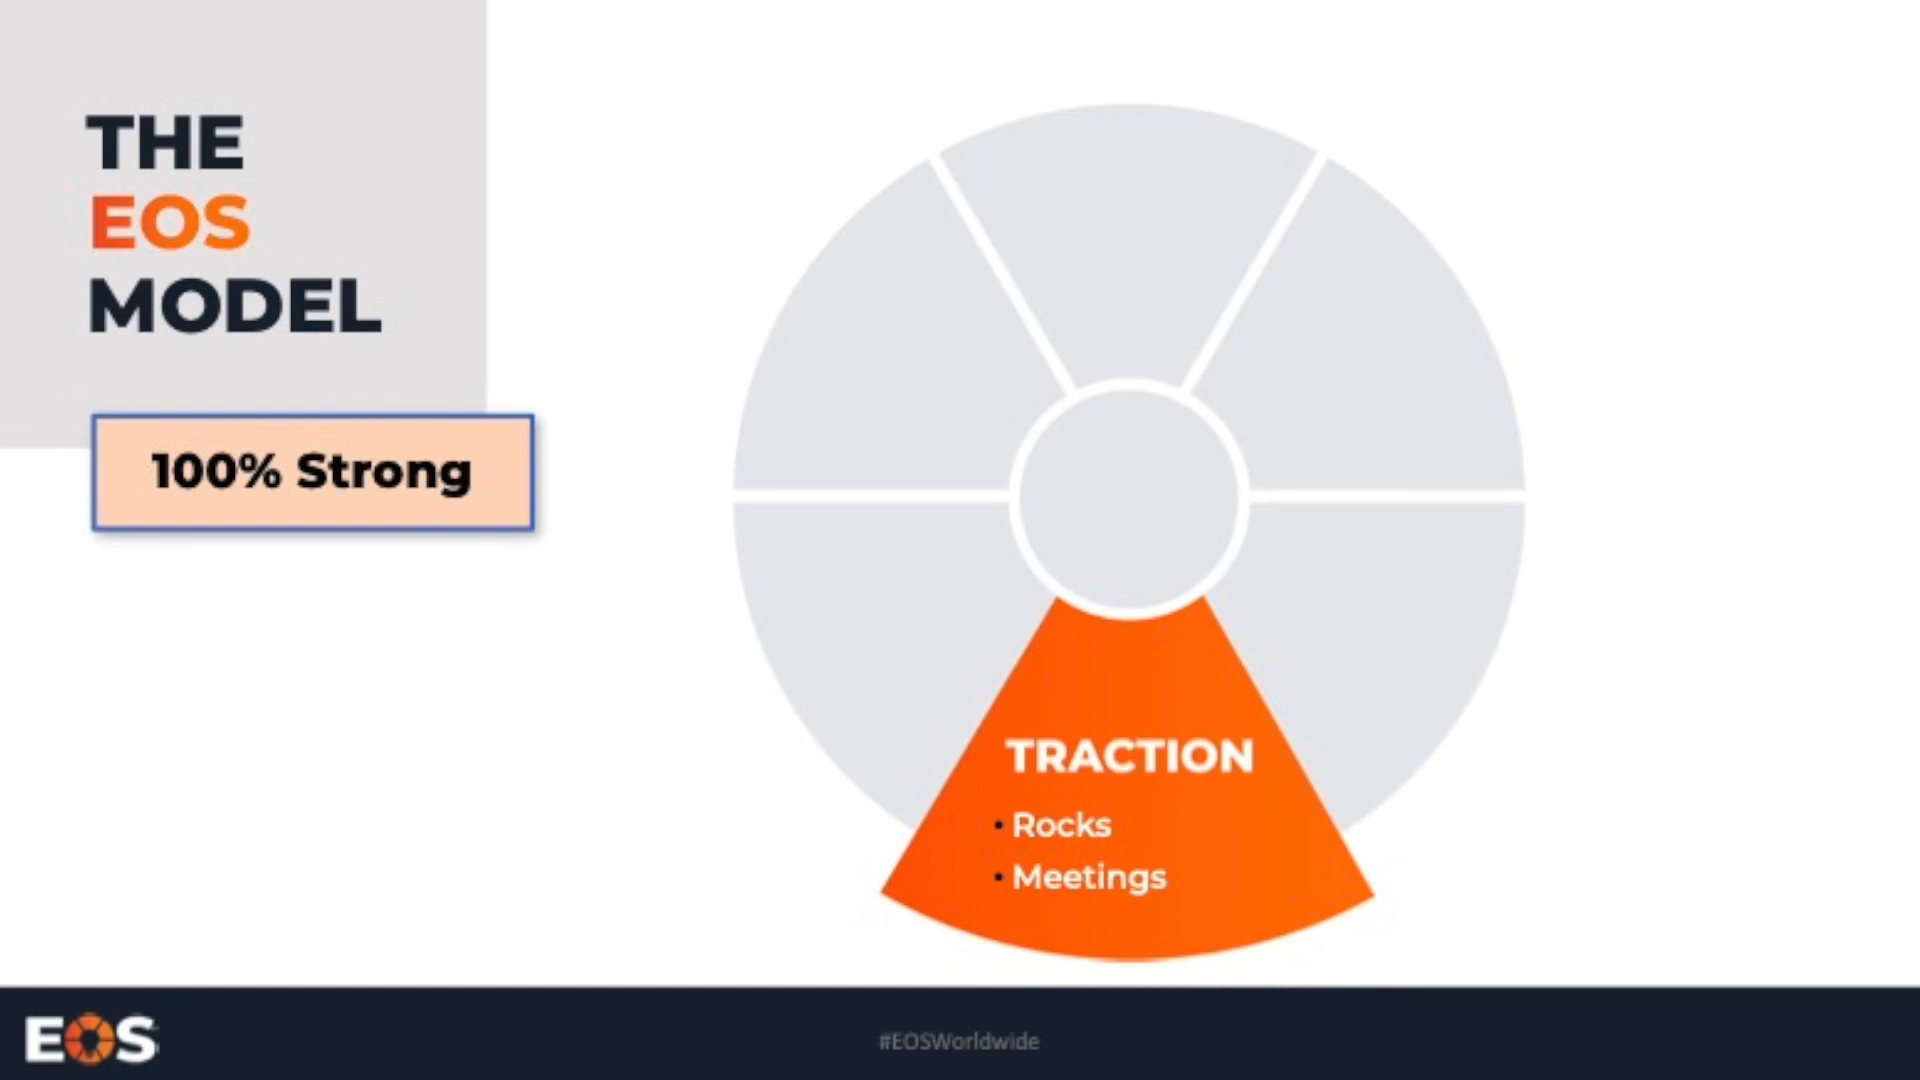 THE
EOS
MODEL
100% Strong
TRACTION
• Rocks
• Meetings
EOS
#EOSWorldwide